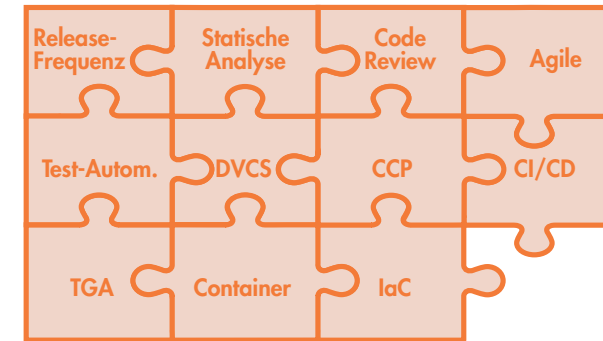 Release-
Frequenz
Statische
Analyse
Code
Review
Agile
Test-Autom.
DVCS
CCP
CI/CD
TGA
Container
IaC